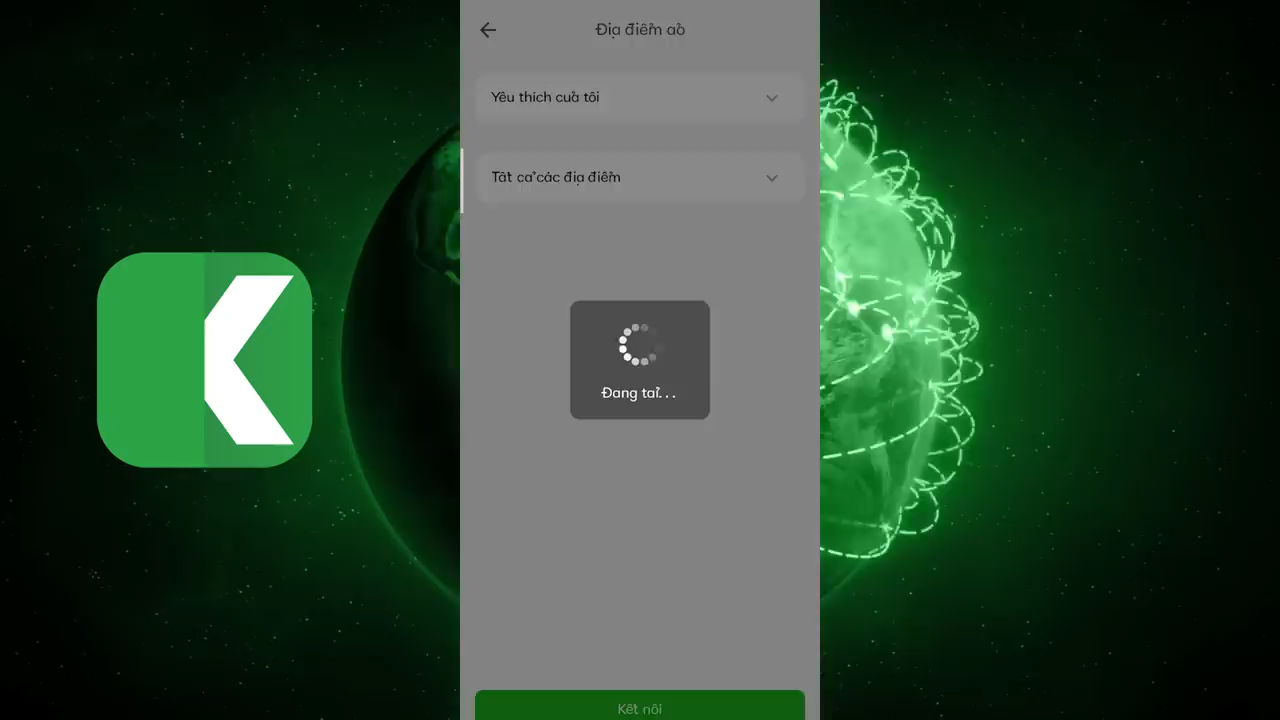 Địa điểm ảo
Yêu thích của tôi
Tất cả các địa điểm
Đang tải...
Kết nối